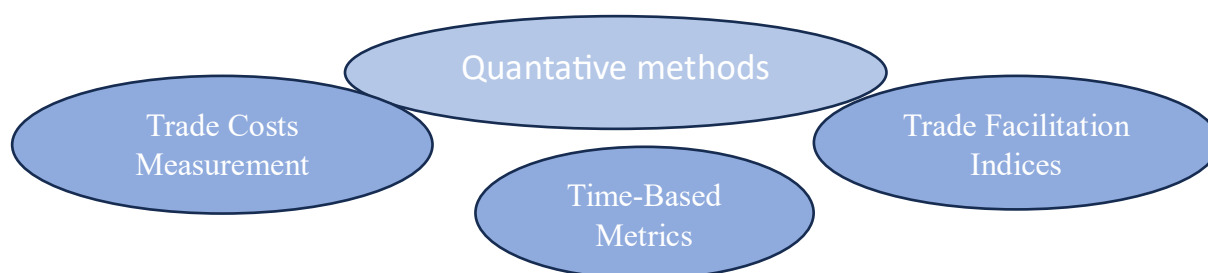 Quantative methods
Trade Costs
Measurement
Time-Based
Metrics
Trade Facilitation
Indices